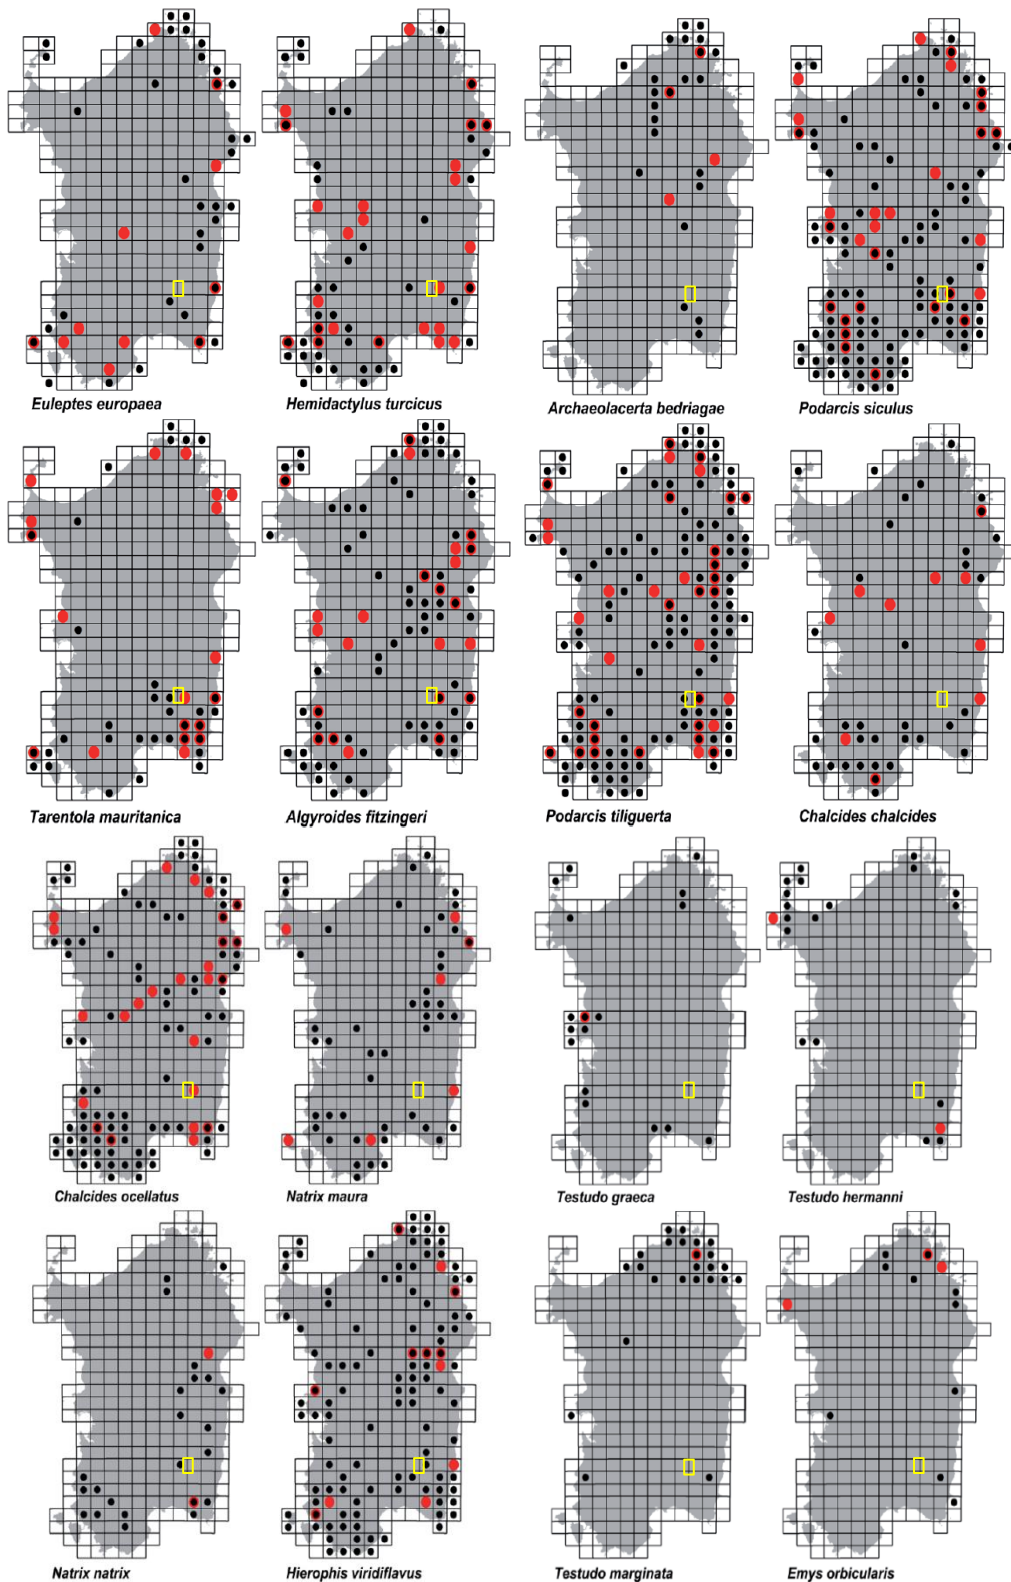 Euleptes europaea
Hemidactylus turcicus
Archaeolacerta bedriagae
Podarcis siculus
Tarentola mauritanica
Algyroides fitzingeri
Podarcis tiliguerta
Chalcides chalcides
Chalcides ocellatus
Natrix maura
Testudo graeca
Testudo hermanni
Natrix natrix
Hierophis viridiflavus
Testudo marginata
Emys orbicularis